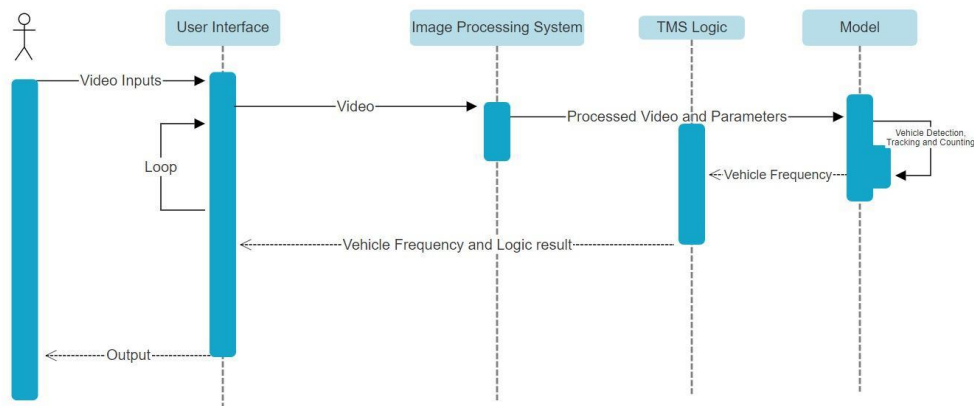 User Interface
Image Processing System
TMS Logic
Model
Video Inputs
Video
Processed Video and Parameters
Vehicle Detection,
Tracking and Counting
Loop
Vehicle Frequency
Vehicle Frequency and Logic result
Output